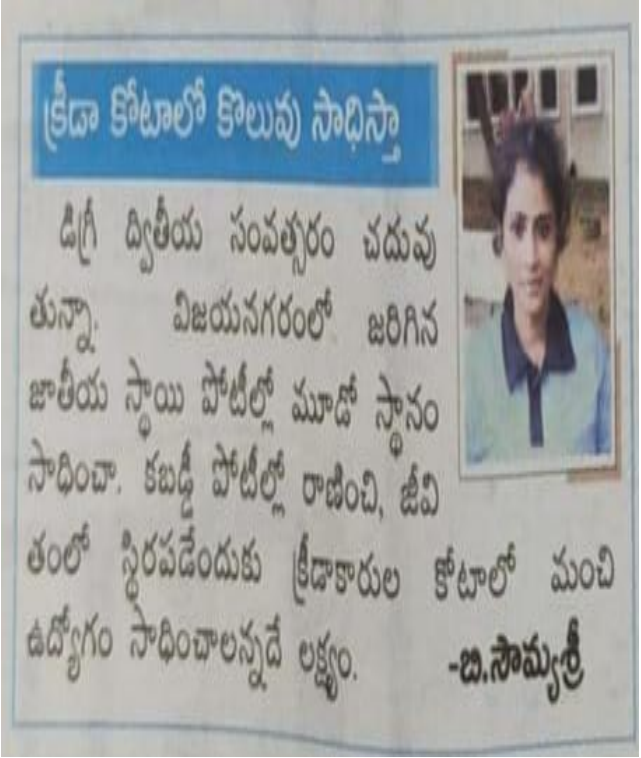 క్రీడా కోటాలో కొలువు సాధిస్తా
డిగ్రీ ద్వితీయ సంవత్సరం చదువు
తున్నా. విజయనగరంలో జరిగిన
జాతీయ స్థాయి పోటీల్లో మూడో స్థానం
సాధించా. కబడ్డీ పోటీల్లో రాణించి, జీవి
తంలో స్థిరపడేందుకు క్రీడాకారుల కోటాలో మంచి
ఉద్యోగం సాధించాలన్నదే లక్ష్యం. -బి.సౌమ్యశ్రీ